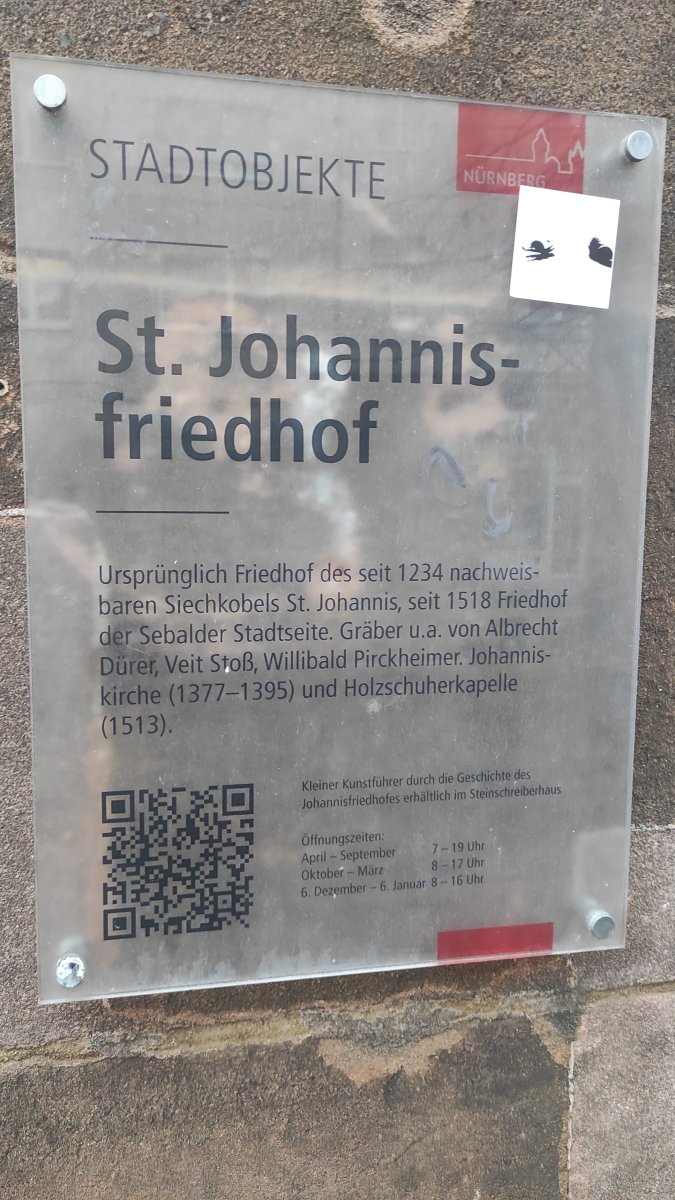 STADTOBJEKTE
NÜRNBERG
St. Johannis-
friedhof
Ursprünglich Friedhof des seit 1234 nachweis-
baren Siechkobels St. Johannis, seit 1518 Friedhof
der Sebalder Stadtseite. Gräber u.a. von Albrecht
Dürer, Veit Stoß, Willibald Pirckheimer. Johannis-
kirche (1377–1395) und Holzschuherkapelle
(1513).
Kleiner Kunstführer durch die Geschichte des
Johannisfriedhofes erhältlich im Steinschreiberhaus
Öffnungszeiten:
April – September 7 – 19 Uhr
Oktober – März 8 – 17 Uhr
6. Dezember – 6. Januar 8 – 16 Uhr